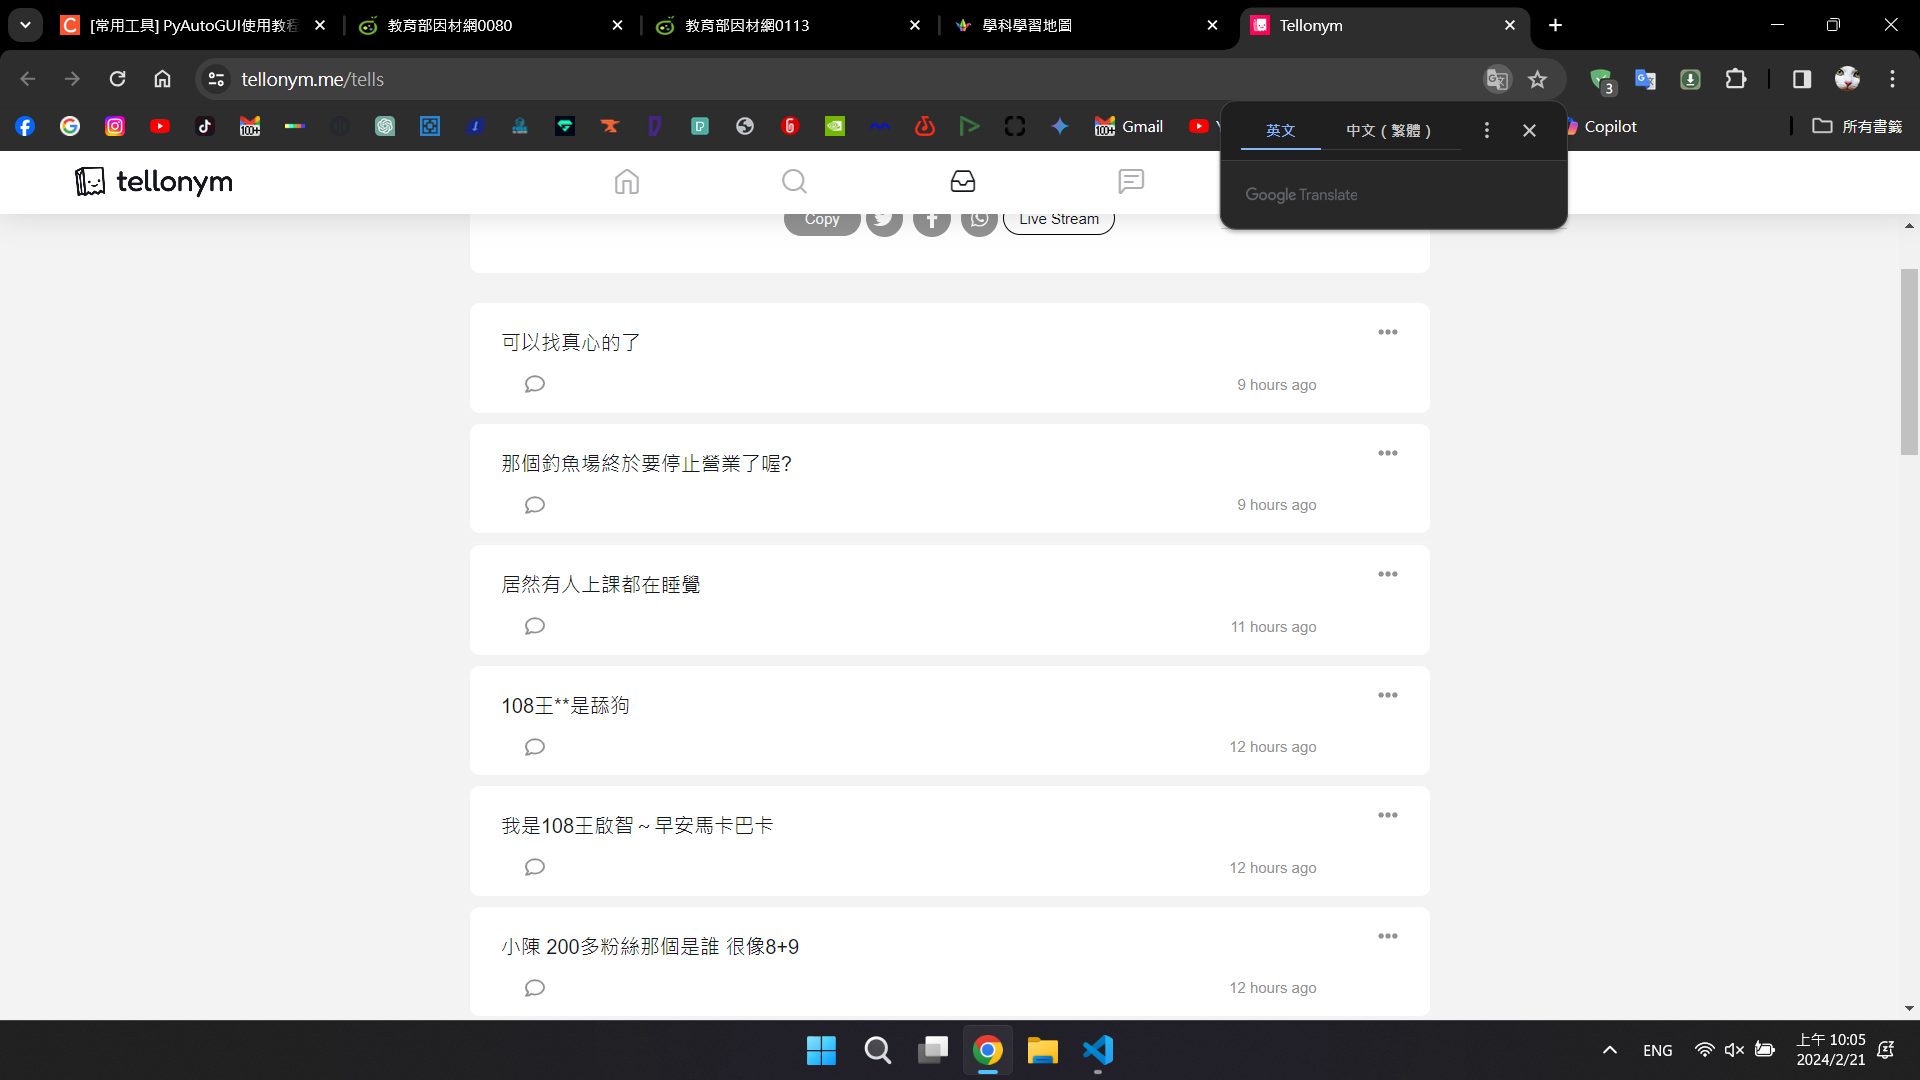 [常用工具] PyAutoGUI使用教程
教育部因材網0080
教育部因材網0113
學科學習地圖
Tellonym
tellonym.me/tells
3
Gmail
Copilot
所有書籤
英文
中文（繁體）
Google Translate
tellonym
Copy
Live Stream
可以找真心的了
9 hours ago
那個釣魚場終於要停止營業了喔?
9 hours ago
居然有人上課都在睡覺
11 hours ago
108王**是舔狗
12 hours ago
我是108王啟智～早安馬卡巴卡
12 hours ago
小陳 200多粉絲那個是誰 很像8+9
12 hours ago
ENG
上午 10:05
2024/2/21